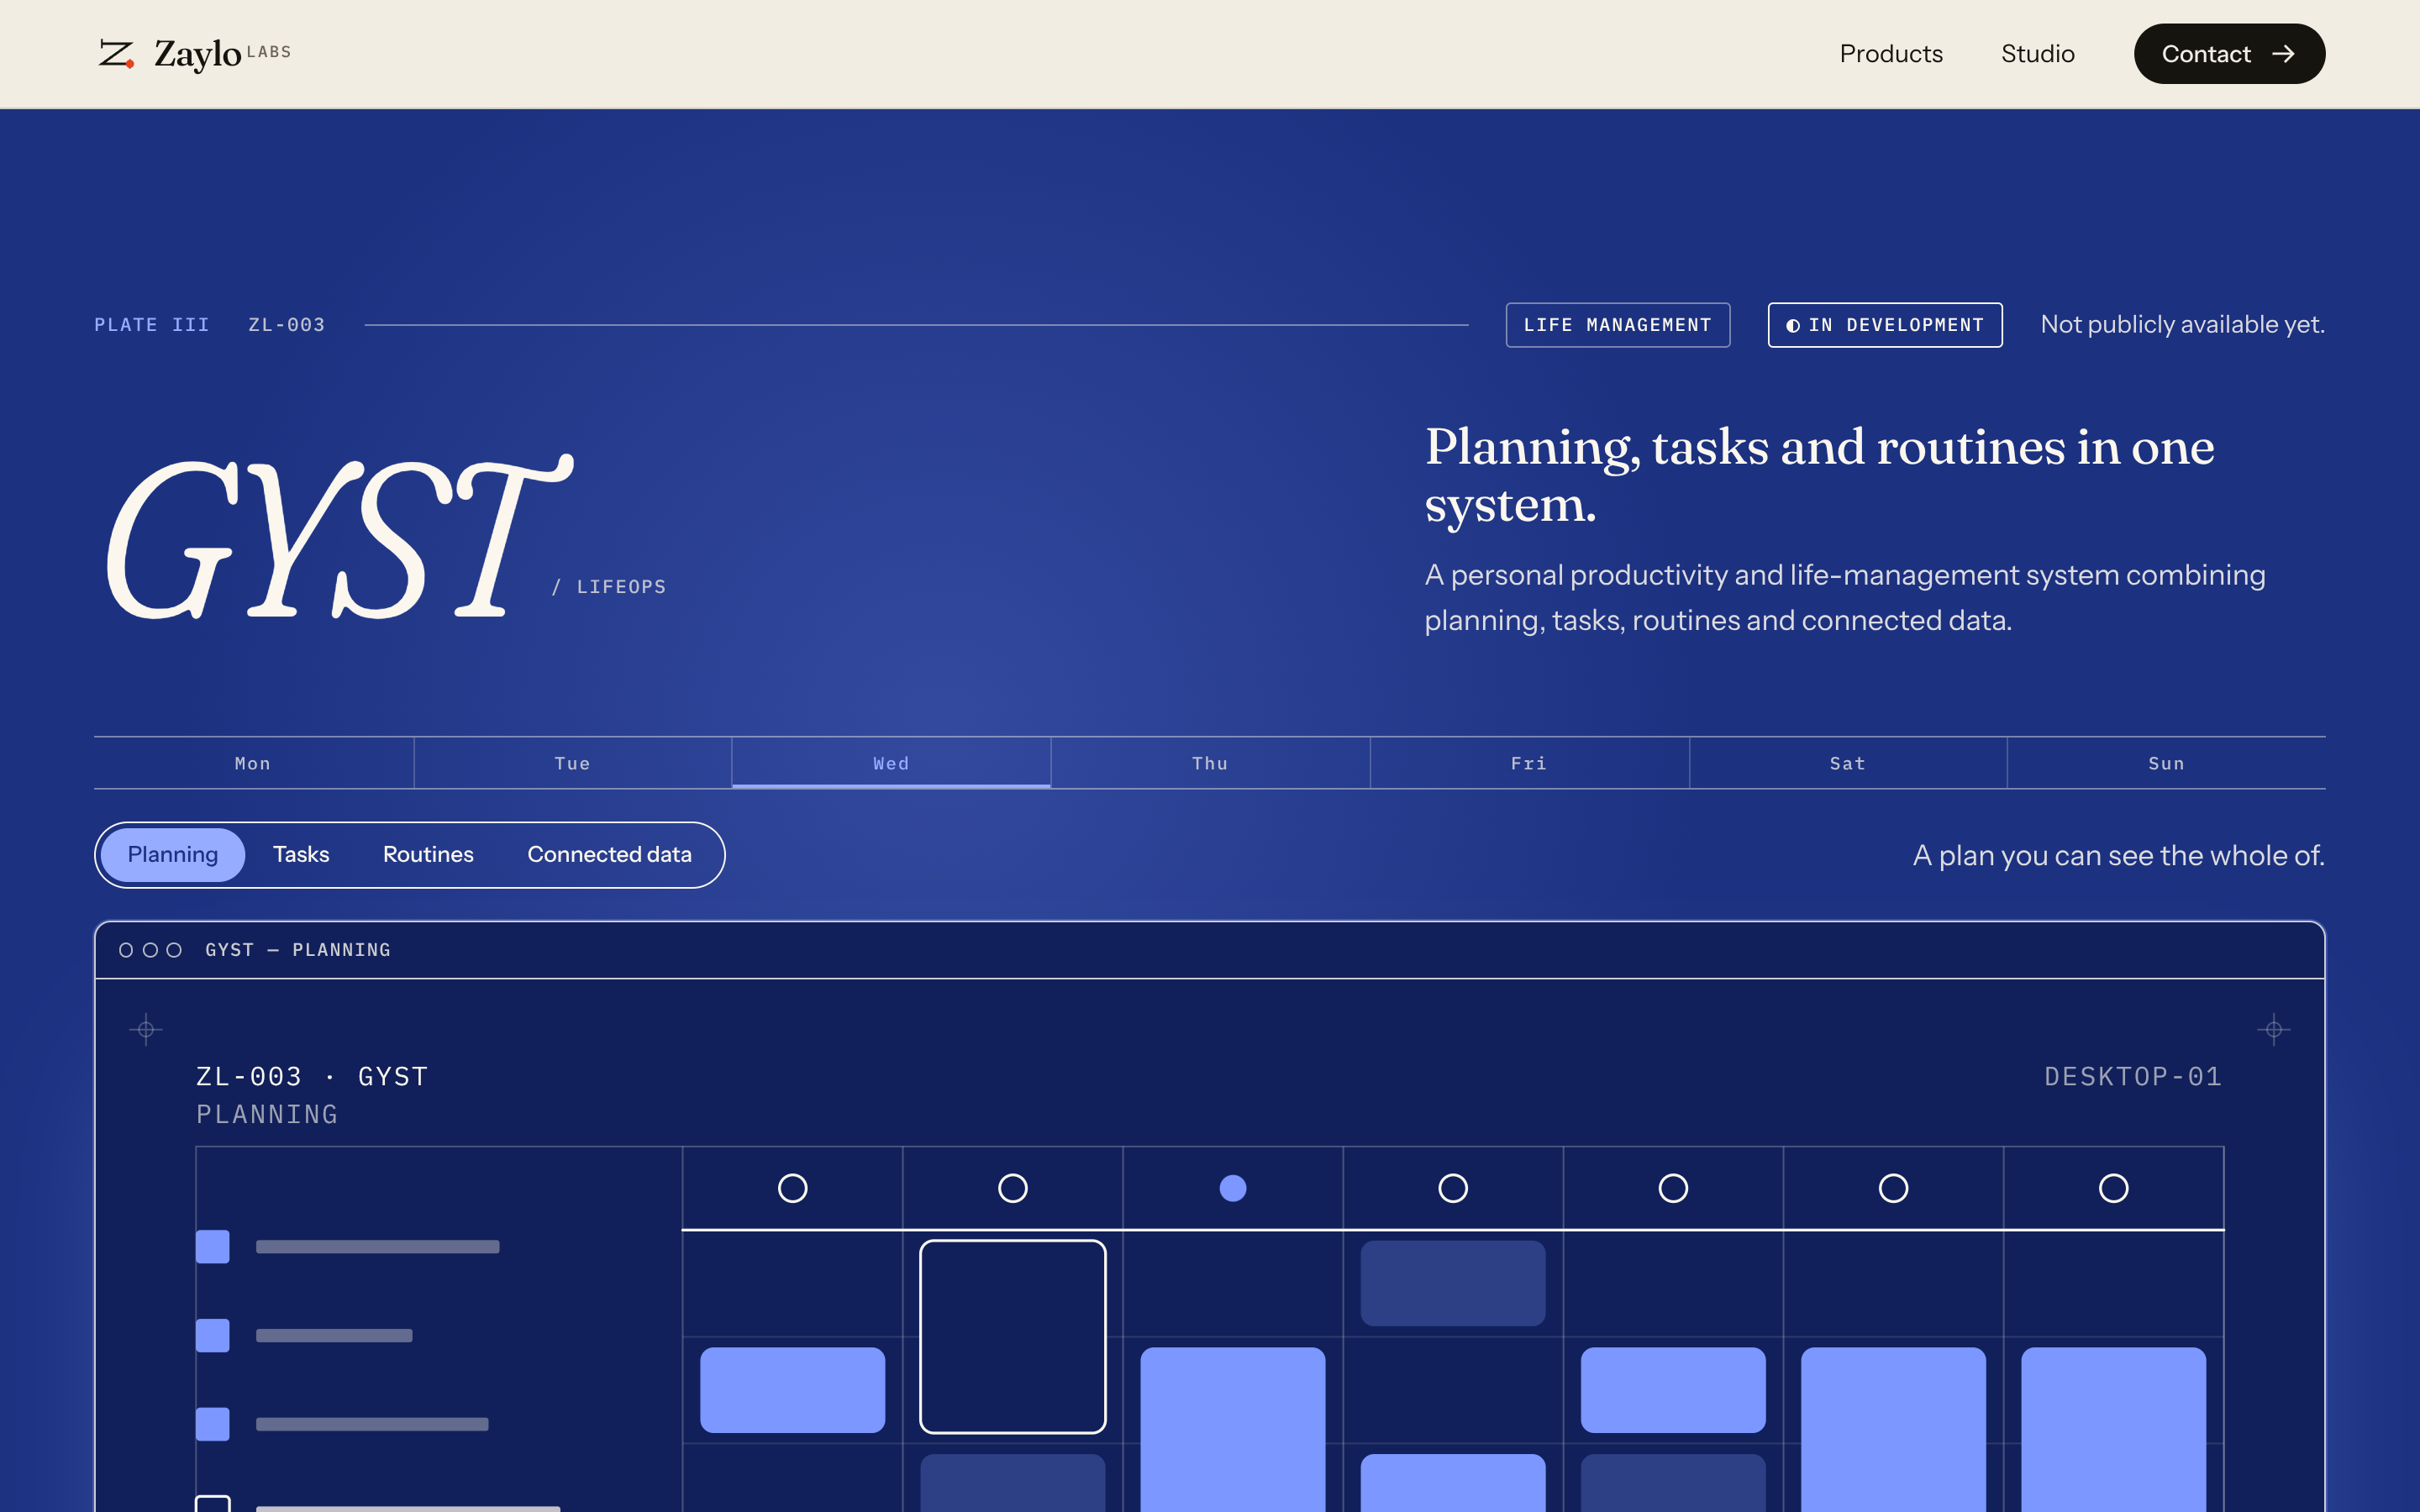 Zaylo LABS
Products
Studio
Contact →
PLATE III
ZL-003
LIFE MANAGEMENT
◐ IN DEVELOPMENT
Not publicly available yet.
GYST / LIFEOPS
Planning, tasks and routines in one
system.
A personal productivity and life-management system combining
planning, tasks, routines and connected data.
Mon
Tue
Wed
Thu
Fri
Sat
Sun
Planning
Tasks
Routines
Connected data
A plan you can see the whole of.
GYST — PLANNING
ZL-003 · GYST
DESKTOP-01
PLANNING